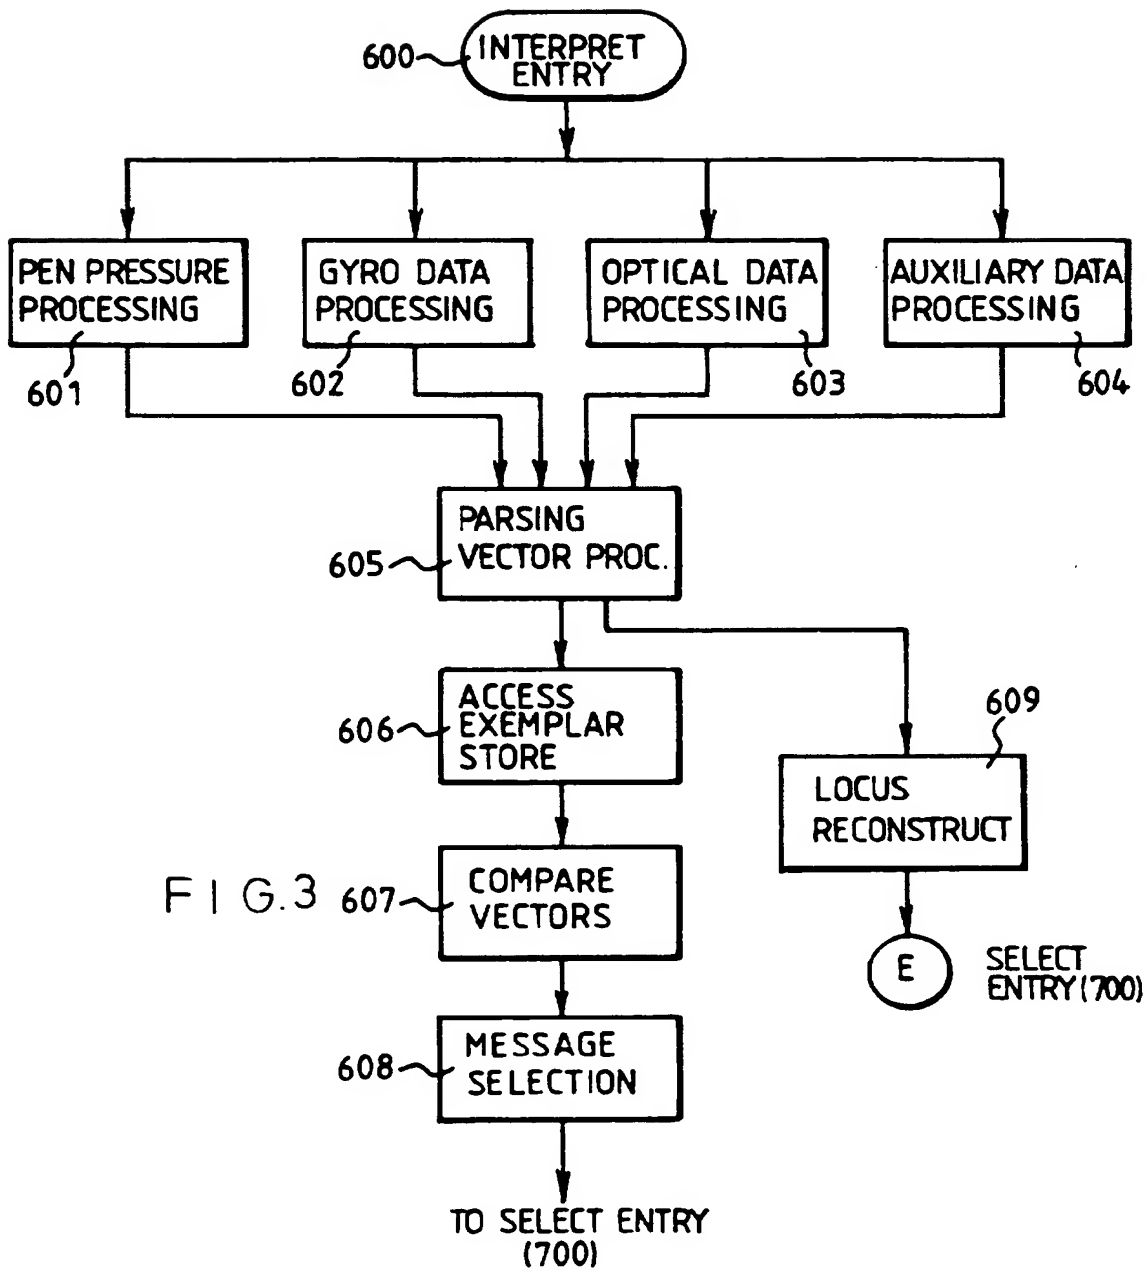 600
INTERPRET
ENTRY
PEN PRESSURE
PROCESSING
601
GYRO DATA
PROCESSING
602
OPTICAL DATA
PROCESSING
603
AUXILIARY DATA
PROCESSING
604
PARSING
VECTOR PROC.
605
ACCESS
EXEMPLAR
STORE
606
609
LOCUS
RECONSTRUCT
FIG.3
COMPARE
VECTORS
607
E
SELECT
ENTRY(700)
MESSAGE
SELECTION
608
TO SELECT ENTRY
(700)